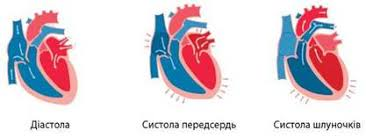 Діастола
Систола передсердь
Систола шлуночків